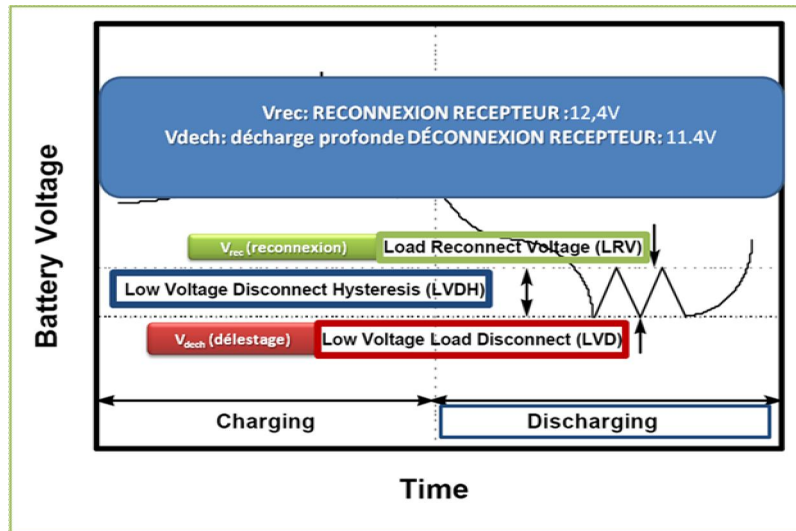 Vrec: RECONNEXION RECEPTEUR :12,4V
Vdech: décharge profonde DÉCONNEXION RECEPTEUR: 11.4V
Battery Voltage
Vrec (reconnexion) Load Reconnect Voltage (LRV)
Low Voltage Disconnect Hysteresis (LVDH)
Vdech (délestage) Low Voltage Load Disconnect (LVD)
Charging Discharging
Time